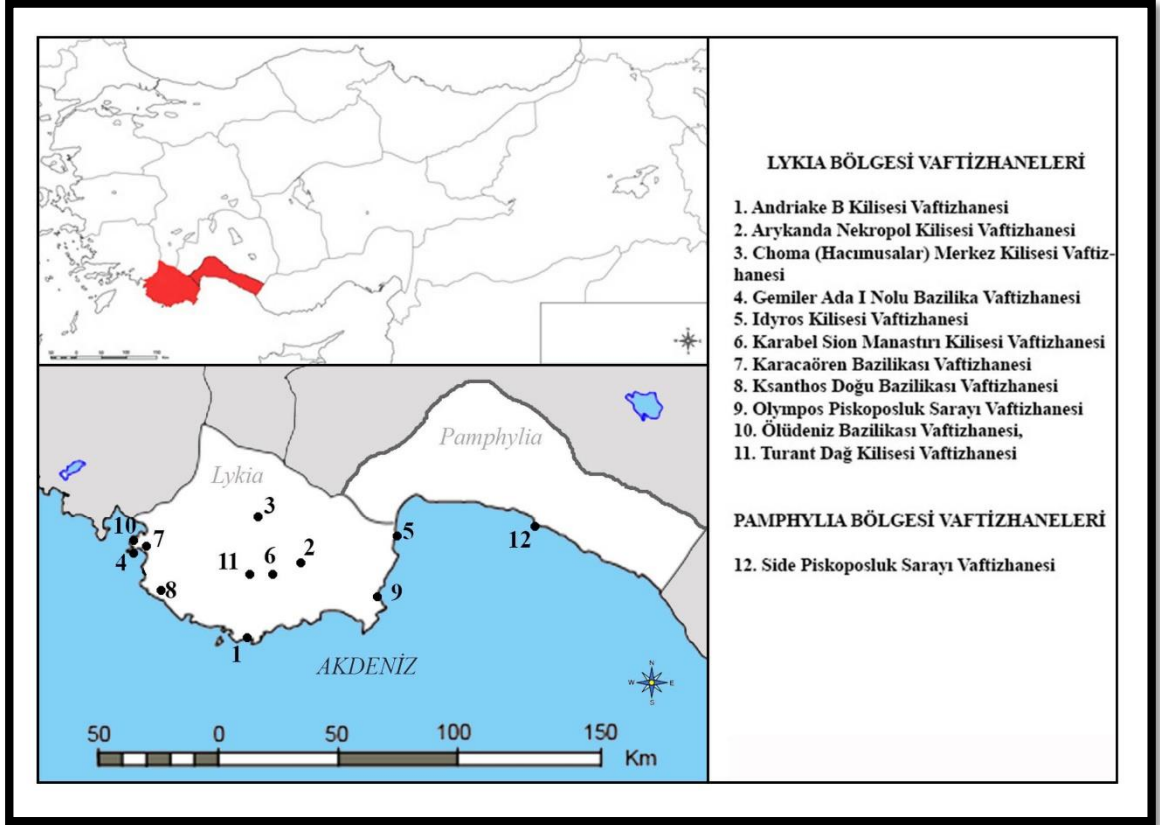 LYKIA BÖLGESİ VAFTİZHANELERİ
1. Andriake B Kilisesi Vaftizhanesi
2. Arykanda Nekropol Kilisesi Vaftizhanesi
3. Choma (Hacımusalar) Merkez Kilisesi Vaftiz-
hanesi
4. Gemiler Ada I Nolu Bazilika Vaftizhanesi
5. Idyros Kilisesi Vaftizhanesi
6. Karabel Sion Manastırı Kilisesi Vaftizhanesi
7. Karacaören Bazilikası Vaftizhanesi
8. Ksanthos Doğu Bazilikası Vaftizhanesi
9. Olympos Piskoposluk Sarayı Vaftizhanesi
10. Ölüdeniz Bazilikası Vaftizhanesi,
11. Turant Dağ Kilisesi Vaftizhanesi
PAMPHYLIA BÖLGESİ VAFTİZHANELERİ
12. Side Piskoposluk Sarayı Vaftizhanesi
Pamphylia
Lykia
3
10
7
5
12
4
11
6
2
8
9
1
AKDENİZ
N
W
E
S
50 0 50 100 150
Km